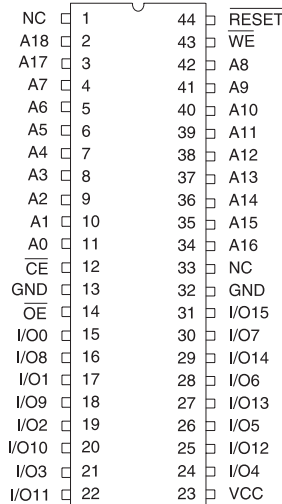 NC 1 44 RESET
A18 2 43 WE
A17 3 42 A8
A7 4 41 A9
A6 5 40 A10
A5 6 39 A11
A4 7 38 A12
A3 8 37 A13
A2 9 36 A14
A1 10 35 A15
A0 11 34 A16
CE 12 33 NC
GND 13 32 GND
OE 14 31 I/O15
I/O0 15 30 I/O7
I/O8 16 29 I/O14
I/O1 17 28 I/O6
I/O9 18 27 I/O13
I/O2 19 26 I/O5
I/O10 20 25 I/O12
I/O3 21 24 I/O4
I/O11 22 23 VCC